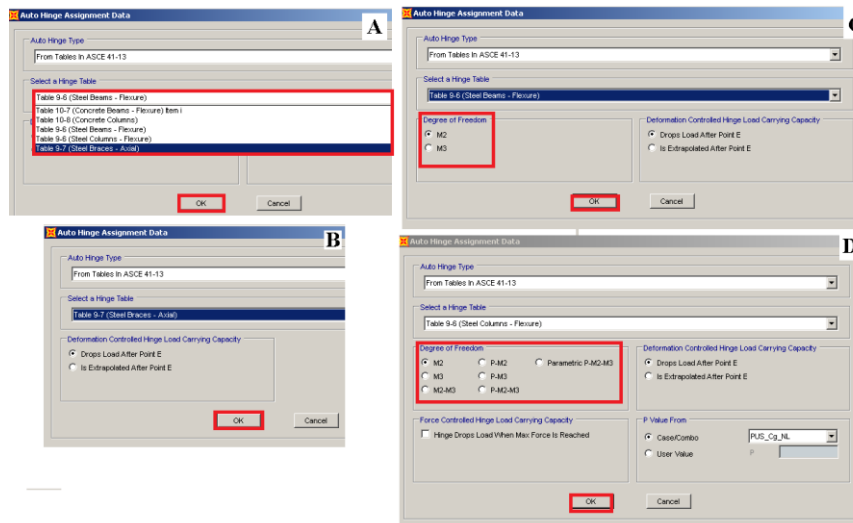 Auto Hinge Assignment Data
A
Auto Hinge Type
From Tables In ASCE 41-13
Select a Hinge Table
Table 9-6 (Steel Beams - Flexure)
Table 10-7 (Concrete Beams - Flexure) Item i
Table 10-8 (Concrete Columns)
Table 9-6 (Steel Beams - Flexure)
Table 9-6 (Steel Columns - Flexure)
Table 9-7 (Steel Braces - Axial)
OK Cancel
Auto Hinge Assignment Data
B
Auto Hinge Type
From Tables In ASCE 41-13
Select a Hinge Table
Table 9-7 (Steel Braces - Axial)
Deformation Controlled Hinge Load Carrying Capacity
Drops Load After Point E
Is Extrapolated After Point E
OK Cancel
Auto Hinge Assignment Data
C
Auto Hinge Type
From Tables In ASCE 41-13
Select a Hinge Table
Table 9-6 (Steel Beams - Flexure)
Degree of Freedom
M2
M3
Deformation Controlled Hinge Load Carrying Capacity
Drops Load After Point E
Is Extrapolated After Point E
OK Cancel
Auto Hinge Assignment Data
D
Auto Hinge Type
From Tables In ASCE 41-13
Select a Hinge Table
Table 9-6 (Steel Columns - Flexure)
Degree of Freedom
M2 P-M2 Parametric P-M2-M3
M3 P-M3
M2-M3 P-M2-M3
Deformation Controlled Hinge Load Carrying Capacity
Drops Load After Point E
Is Extrapolated After Point E
Force Controlled Hinge Load Carrying Capacity
Hinge Drops Load When Max Force Is Reached
P Value From
Case/Combo PUS_Cg_NL
User Value P
OK Cancel